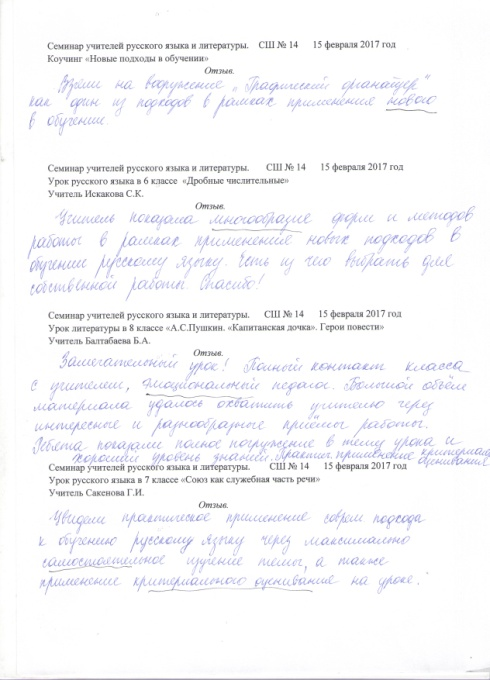 Семинар учителей русского языка и литературы. СШ № 14 15 февраля 2017 год
Коучинг «Новые подходы в обучении»
Отзыв.
Взяли на вооружение „Графический органайзер"
как один из подходов в рамках применения нового
в обучении.
Семинар учителей русского языка и литературы. СШ № 14 15 февраля 2017 год
Урок русского языка в 6 классе «Дробные числительные»
Учитель Искакова С.К.
Отзыв.
Учитель показала многообразие форм и методов
работы в рамках применения новых подходов в
обучении русскому языку. Есть из чего выбрать для
собственной работы. Спасибо!
Семинар учителей русского языка и литературы. СШ № 14 15 февраля 2017 год
Урок литературы в 8 классе «А.С.Пушкин. «Капитанская дочка». Герои повести»
Учитель Балтабаева Б.А.
Отзыв.
Замечательный урок! Полный контакт класса
с учителем, эмоциональный педагог. Большой объём
материала удалось охватить учителю через
интересные и разнообразные приёмы работы.
Ребята показали полное погружение в тему урока и
хороший уровень знаний. Практич. применение критериал.
оценивания
Семинар учителей русского языка и литературы. СШ № 14 15 февраля 2017 год
Урок русского языка в 7 классе «Союз как служебная часть речи»
Учитель Сакенова Г.И.
Отзыв.
Увидели практическое применение соврем подхода
к обучению русскому языку через максимально
самостоятельное изучение темы, а также
применение критериального оценивания на уроке.